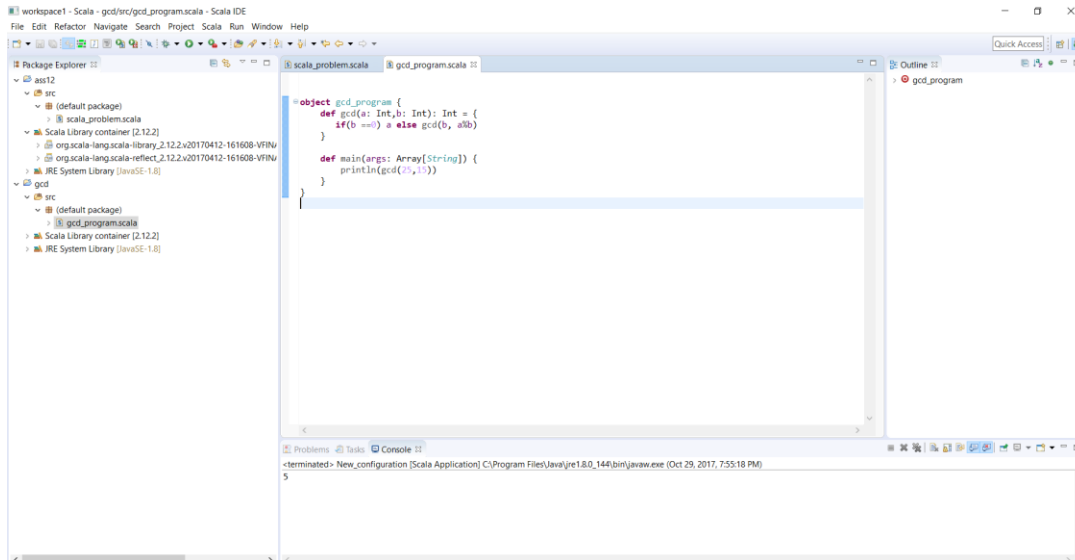 workspace1 - Scala - gcd/src/gcd_program.scala - Scala IDE
File Edit Refactor Navigate Search Project Scala Run Window Help
Quick Access
Package Explorer
ass12
src
(default package)
scala_problem.scala
Scala Library container [2.12.2]
org.scala-lang.scala-library_2.12.2.v20170412-161608-VFINA
org.scala-lang.scala-reflect_2.12.2.v20170412-161608-VFINA
JRE System Library [JavaSE-1.8]
gcd
src
(default package)
gcd_program.scala
Scala Library container [2.12.2]
JRE System Library [JavaSE-1.8]
scala_problem.scala gcd_program.scala
object gcd_program {
def gcd(a: Int,b: Int): Int = {
if(b ==0) a else gcd(b, a%b)
}
def main(args: Array[String]) {
println(gcd(25,15))
}
}
Outline
gcd_program
Problems Tasks Console
<terminated> New_configuration [Scala Application] C:\Program Files\Java\jre1.8.0_144\bin\javaw.exe (Oct 29, 2017, 7:55:18 PM)
5